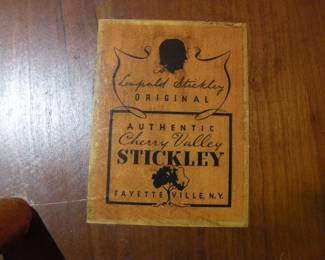 Leopold Stickley
ORIGINAL
AUTHENTIC
Cherry Valley
STICKLEY
FAYETTEVILLE, N.Y.